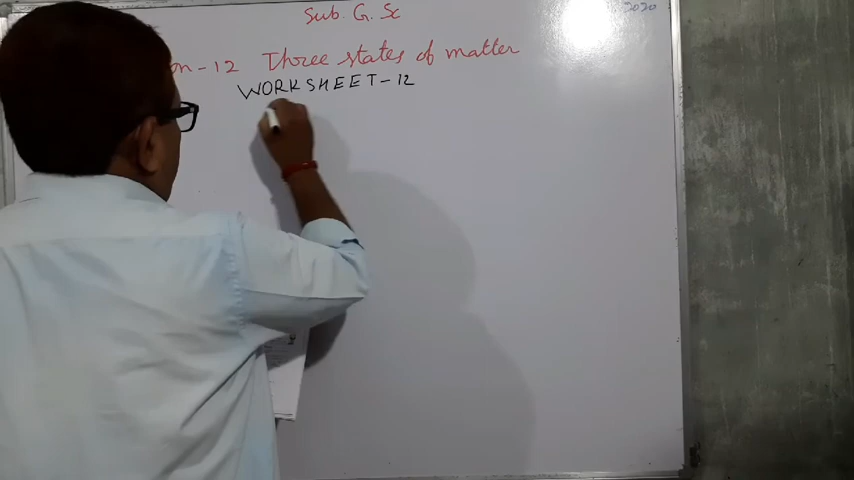 Sub. G. Sc
2020
on-12 Three states of matter
WORKSHEET-12